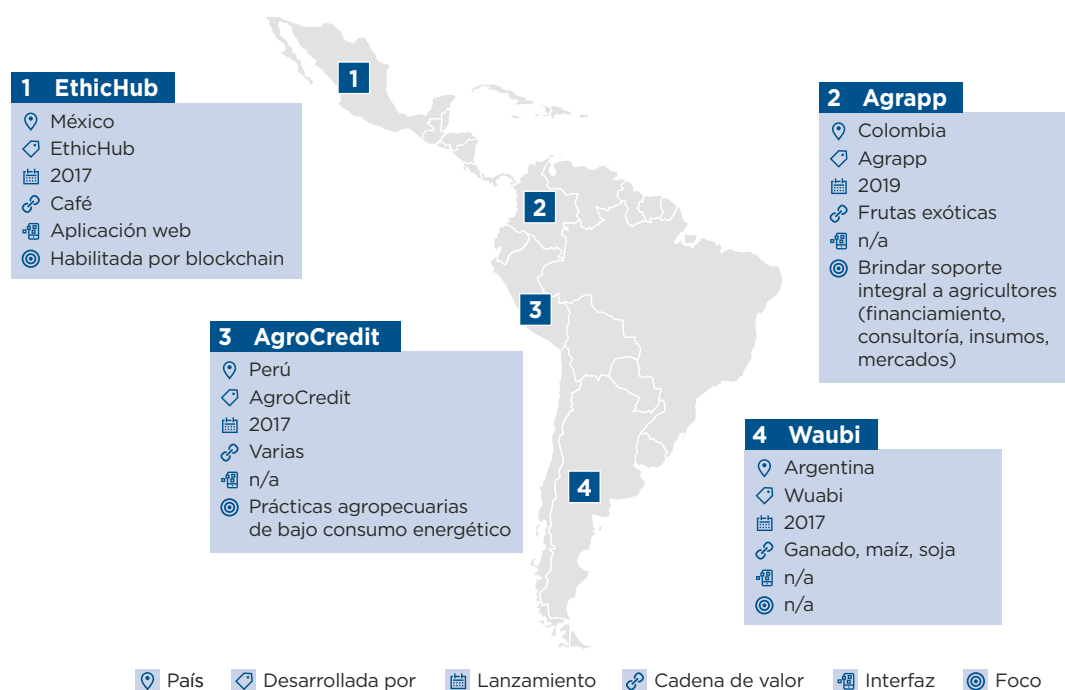 1 EthicHub
México
EthicHub
2017
Café
Aplicación web
Habilitada por blockchain
1
2 Agrapp
Colombia
Agrapp
2019
Frutas exóticas
n/a
Brindar soporte
integral a agricultores
(financiamiento,
consultoría, insumos,
mercados)
2
3
3 AgroCredit
Perú
AgroCredit
2017
Varias
n/a
Prácticas agropecuarias
de bajo consumo energético
4
4 Waubi
Argentina
Wuabi
2017
Ganado, maíz, soja
n/a
n/a
País Desarrollada por Lanzamiento Cadena de valor Interfaz Foco